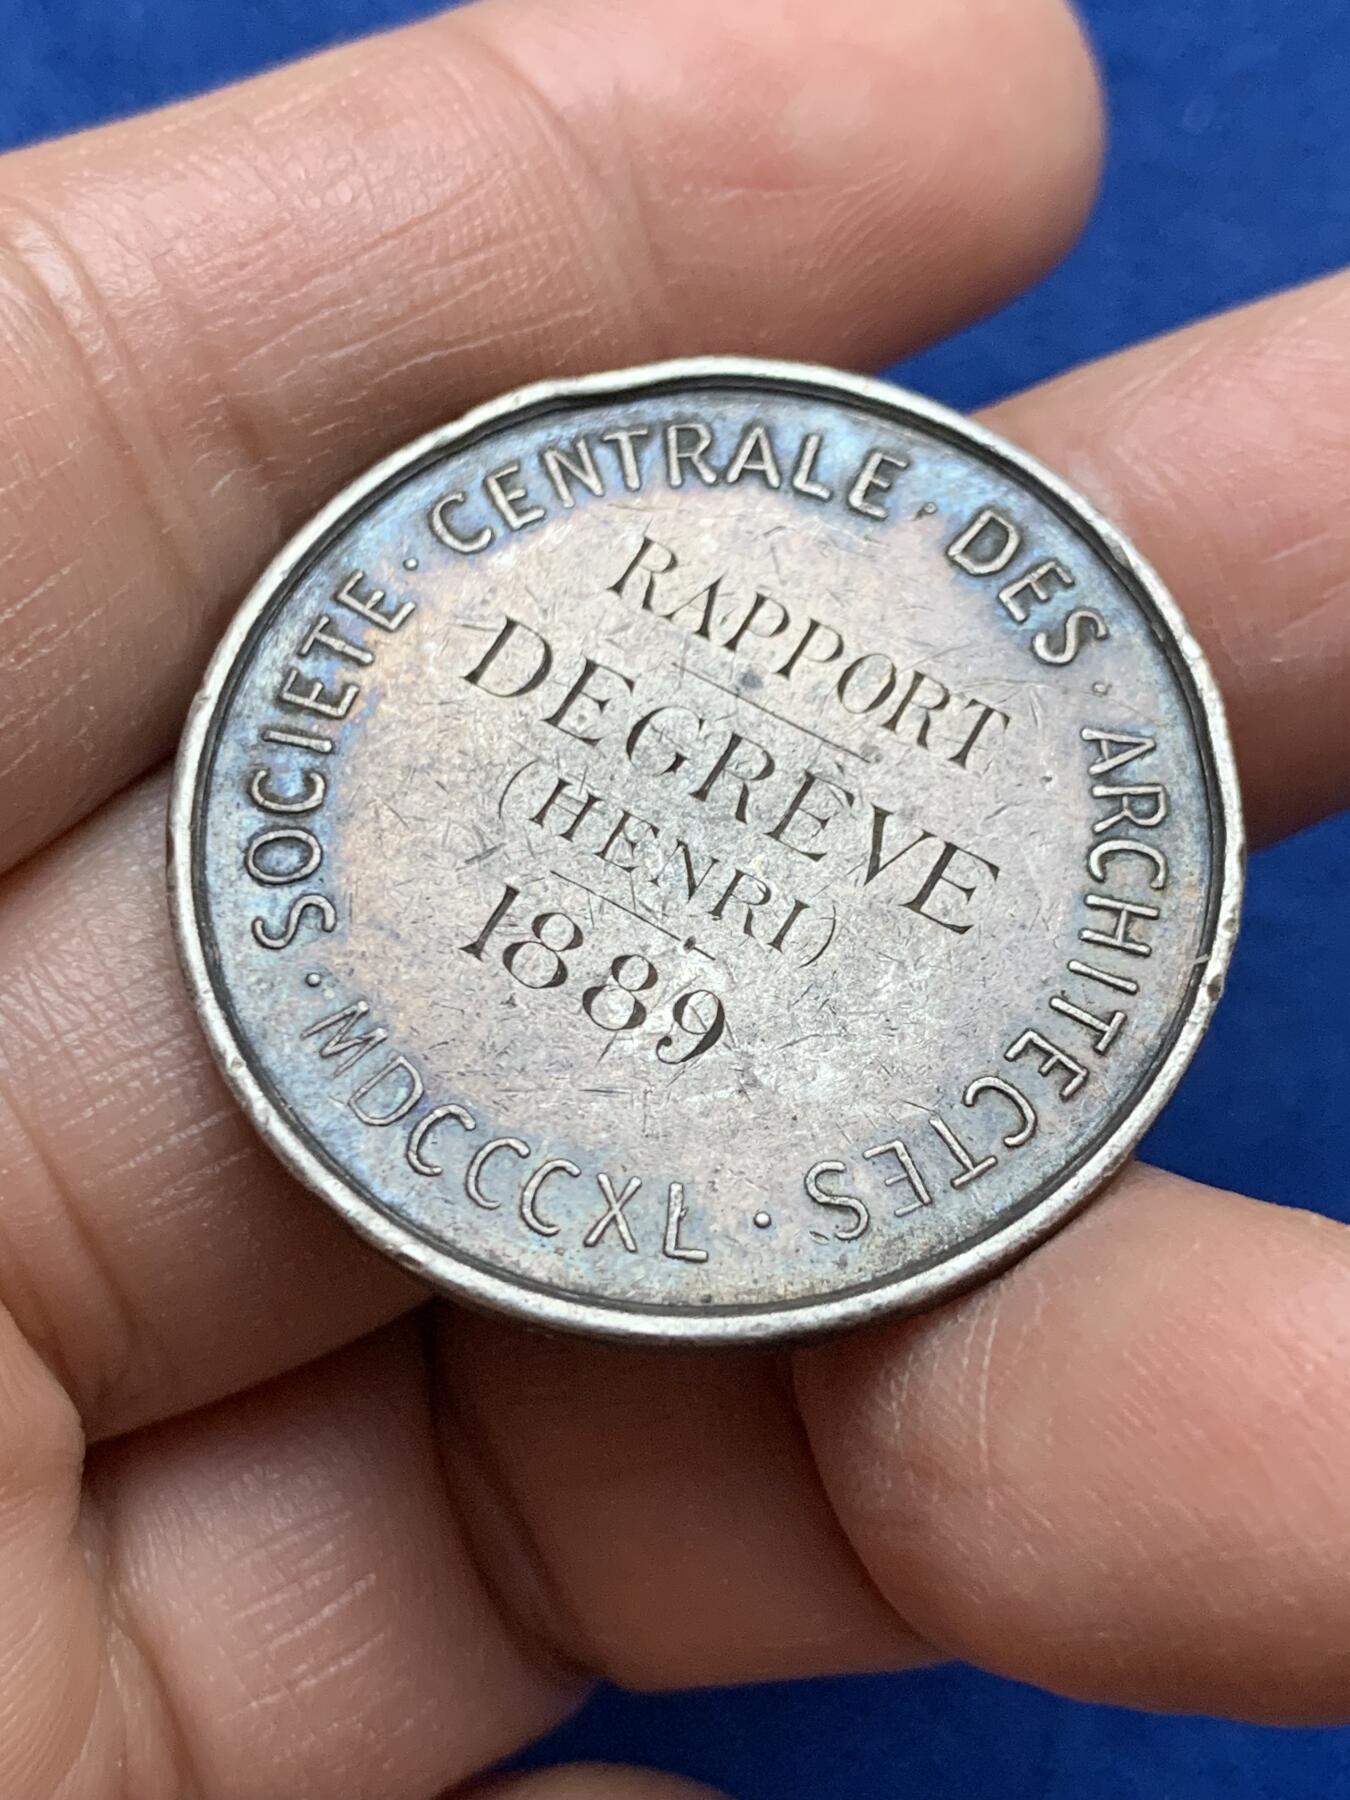 SOCIETE · CENTRALE · DES · ARCHITECTES · MDCCCXL ·
RAPPORT
DEGRÈVE
(HENRI)
1889